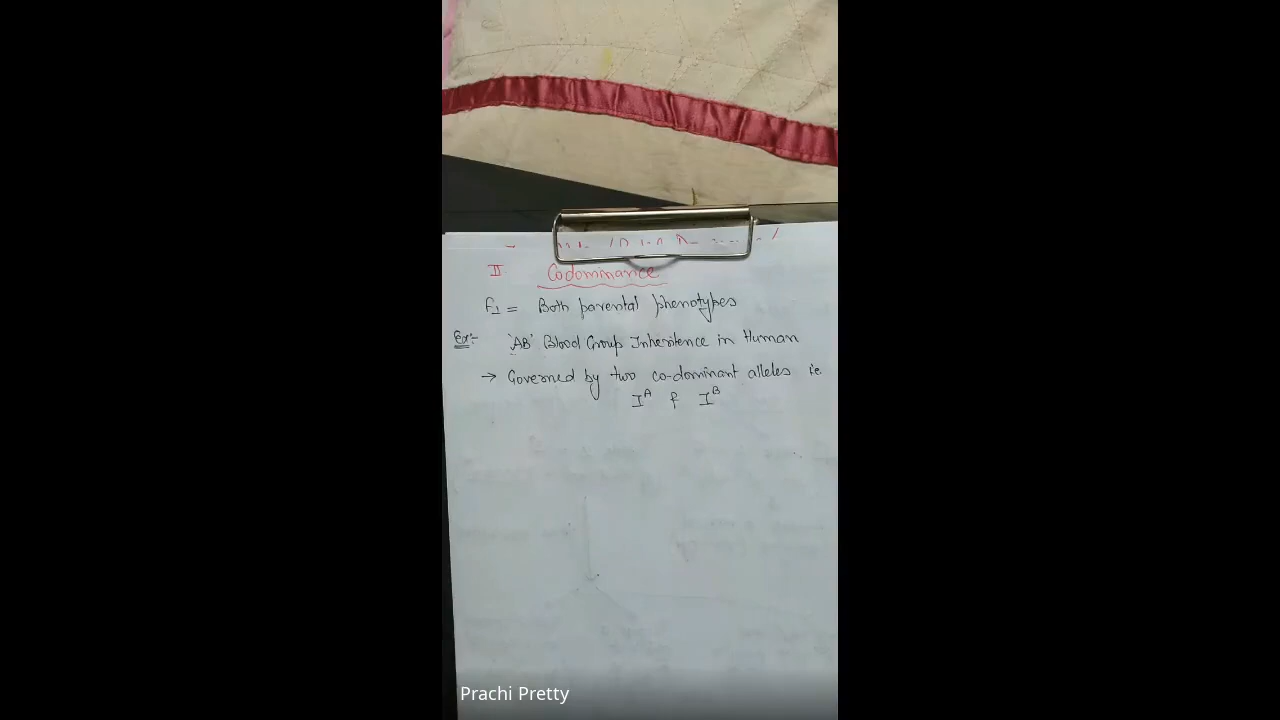 II Codominance
F1 = Both parental phenotypes
Ex:- 'AB' Blood Group Inheritence in Human
→ Governed by two co-dominant alleles i.e.
I^A & I^B
Prachi Pretty